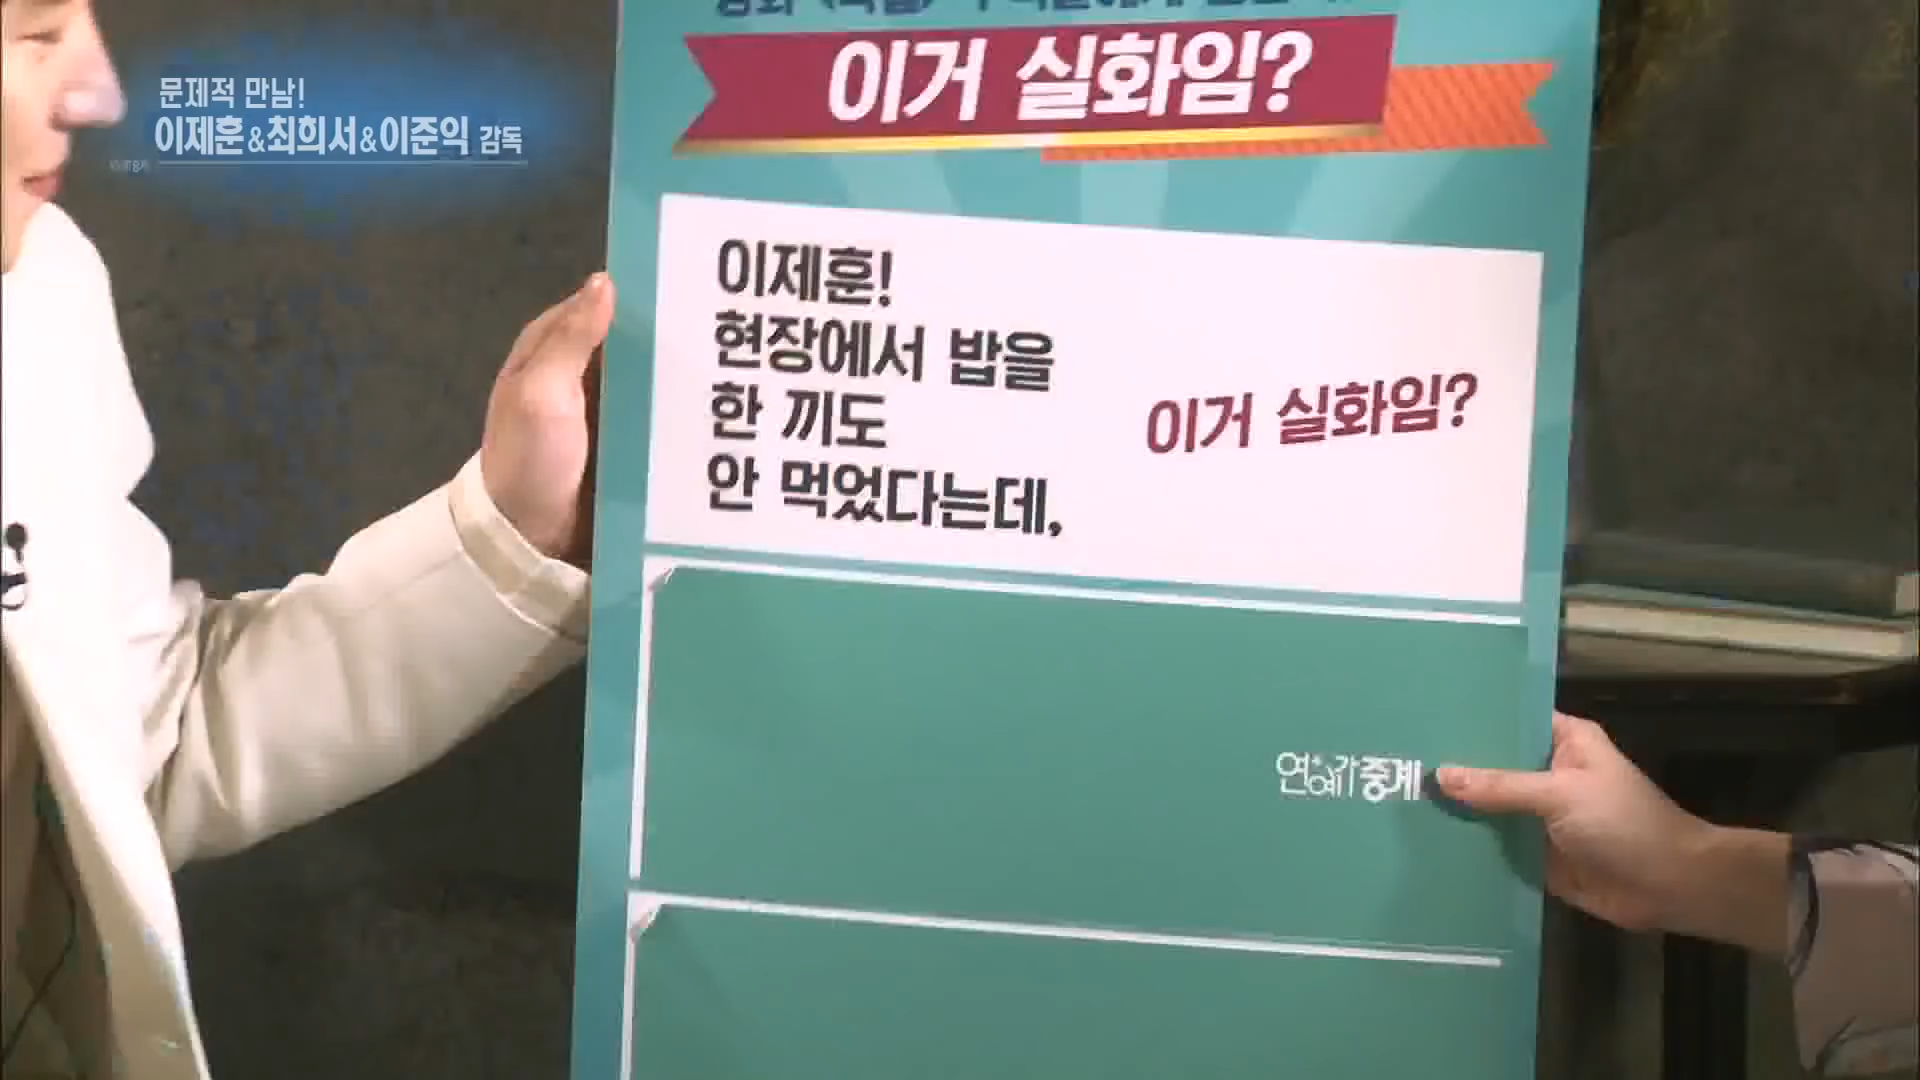 이거 실화임?
문제적 만남!
이제훈&최희서&이준익 감독
이제훈!
현장에서 밥을
한 끼도
안 먹었다는데,
이거 실화임?
연예가중계